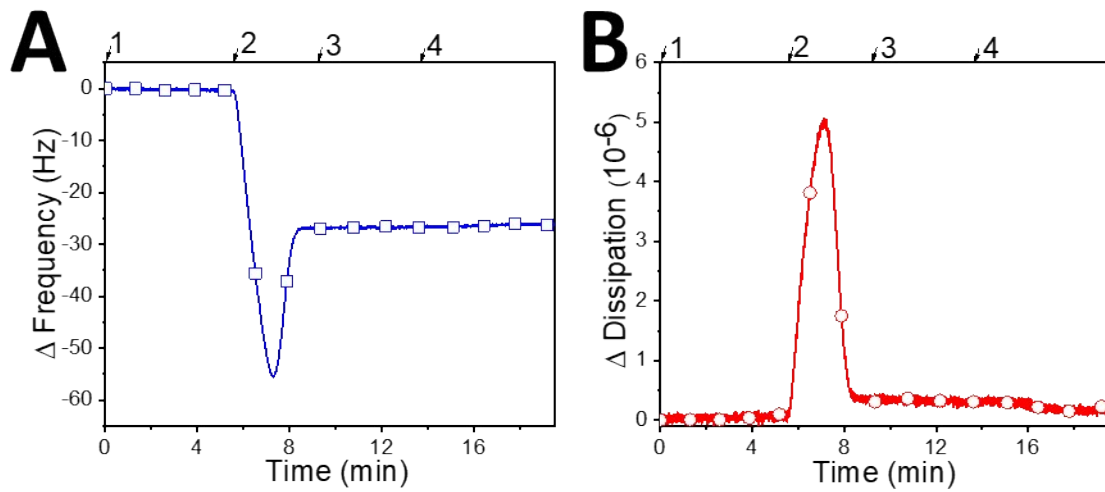 A
1 2 3 4
0
-10
-20
-30
-40
-50
-60
Δ Frequency (Hz)
0 4 8 12 16
Time (min)
B
1 2 3 4
6
5
4
3
2
1
0
Δ Dissipation (10-6)
0 4 8 12 16
Time (min)